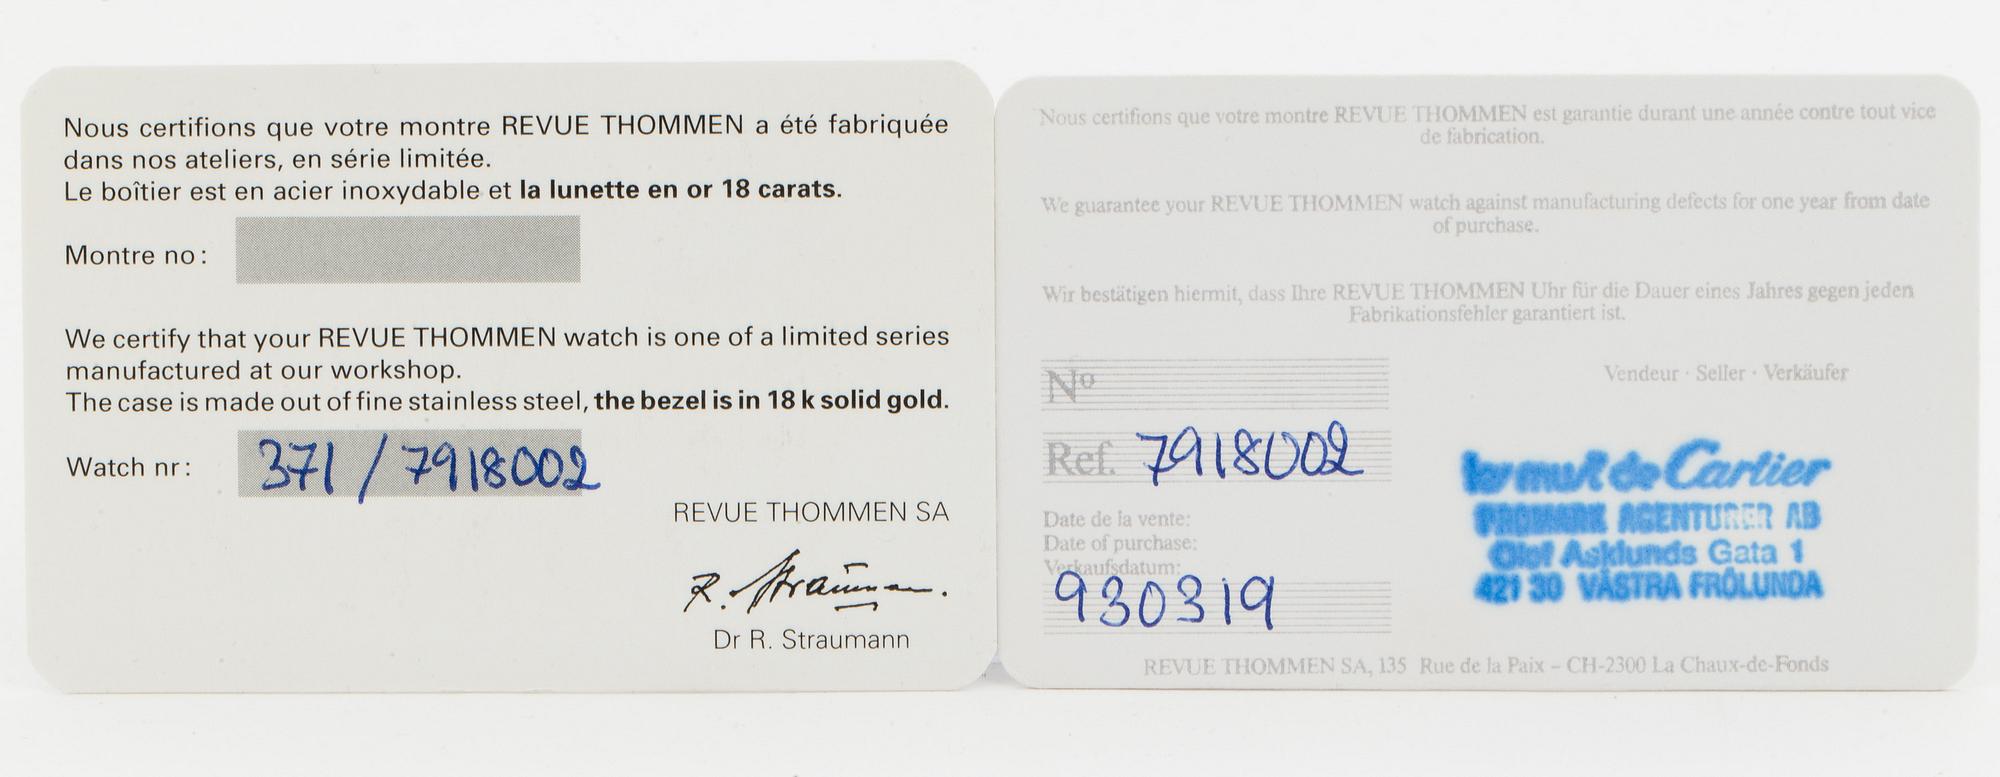 Nous certifions que votre montre REVUE THOMMEN a été fabriquée
dans nos ateliers, en série limitée.
Le boîtier est en acier inoxydable et la lunette en or 18 carats.
Montre no :
We certify that your REVUE THOMMEN watch is one of a limited series
manufactured at our workshop.
The case is made out of fine stainless steel, the bezel is in 18 k solid gold.
Watch nr : 371 / 7918002
REVUE THOMMEN SA
R. Straumann.
Dr R. Straumann
Nous certifions que votre montre REVUE THOMMEN est garantie durant une année contre tout vice
de fabrication.
We guarantee your REVUE THOMMEN watch against manufacturing defects for one year from date
of purchase.
Wir bestätigen hiermit, dass Ihre REVUE THOMMEN Uhr für die Dauer eines Jahres gegen jeden
Fabrikationsfehler garantiert ist.
Nº
Vendeur · Seller · Verkäufer
Ref. 7918002
Date de la vente:
Date of purchase:
Verkaufsdatum:
930319
de Cartier
PROMARK AGENTURER AB
Olof Asklunds Gata 1
421 30 VÄSTRA FRÖLUNDA
REVUE THOMMEN SA, 135 Rue de la Paix – CH-2300 La Chaux-de-Fonds